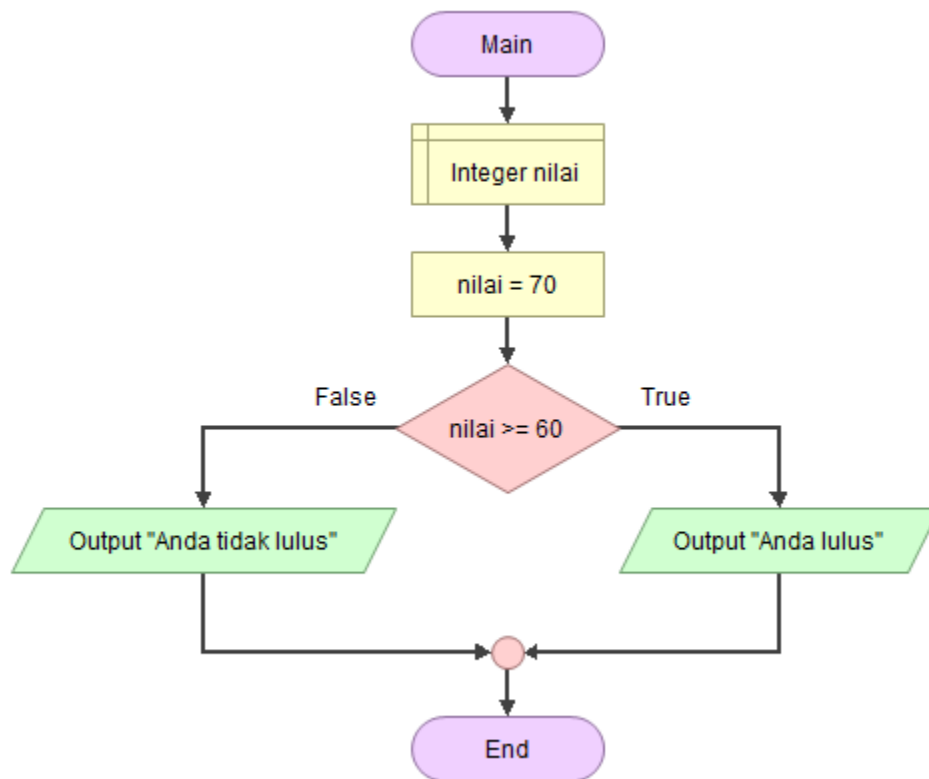 Main
Integer nilai
nilai = 70
False
True
nilai >= 60
Output "Anda tidak lulus"
Output "Anda lulus"
End